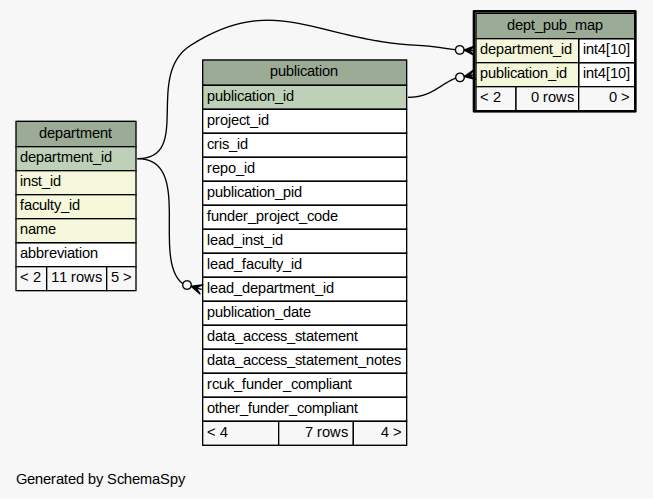 dept_pub_map
department_id int4[10]
publication_id int4[10]
< 2 0 rows 0 >
publication
publication_id
project_id
cris_id
repo_id
publication_pid
funder_project_code
lead_inst_id
lead_faculty_id
lead_department_id
publication_date
data_access_statement
data_access_statement_notes
rcuk_funder_compliant
other_funder_compliant
< 4 7 rows 4 >
department
department_id
inst_id
faculty_id
name
abbreviation
< 2 11 rows 5 >
Generated by SchemaSpy